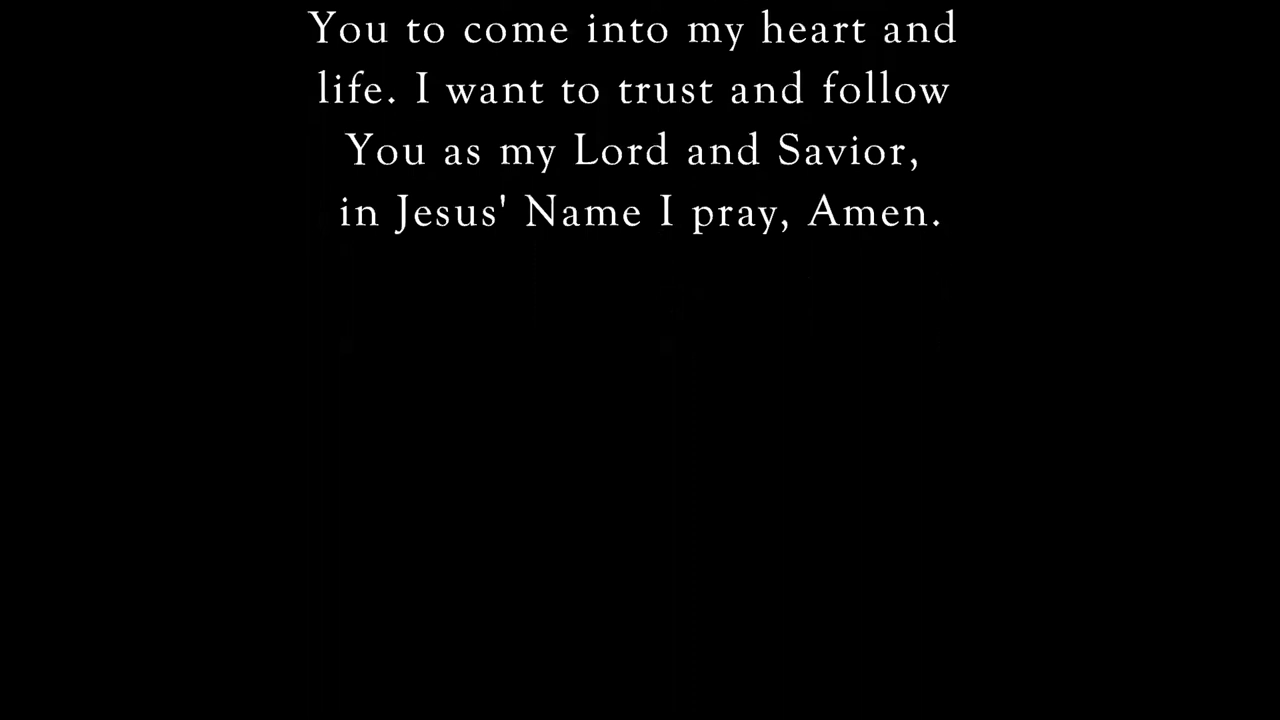 You to come into my heart and
life. I want to trust and follow
You as my Lord and Savior,
in Jesus' Name I pray, Amen.